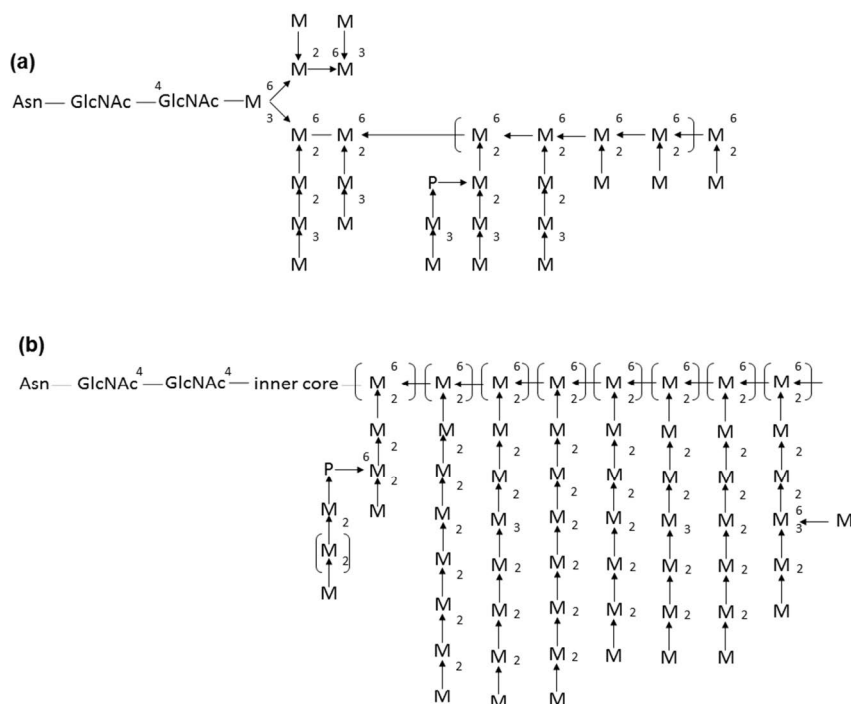 M M
(a) M 2 6 M 3
Asn GlcNAc 4 GlcNAc M 6 3
M 6 2 M 6 2 ( M 6 2 M 6 2 M 6 2 M 6 2 ) M 6 2
M 2 M 3 P M 2 M 2 M M M
M 3 M M 3 M 3 M 3
M M M M
(b)
Asn GlcNAc 4 GlcNAc 4 inner core ( M 6 2 ) ( M 6 2 ) ( M 6 2 ) ( M 6 2 ) ( M 6 2 ) ( M 6 2 ) ( M 6 2 ) ( M 6 2 )
M 2 M 2 M 2 M 2 M 2 M 2 M 2 M 2
P 6 M 2 M 2 M 2 M 2 M 2 M 2 M 2 M 2
M 2 M M 2 M 3 M 2 M 2 M 3 M 2 M 6 3 M
( M 2 ) M 2 M 2 M 2 M 2 M 2 M 2 M 2
M M 2 M 2 M 2 M 2 M 2 M 2 M
M 2 M 2 M 2 M M M
M M M